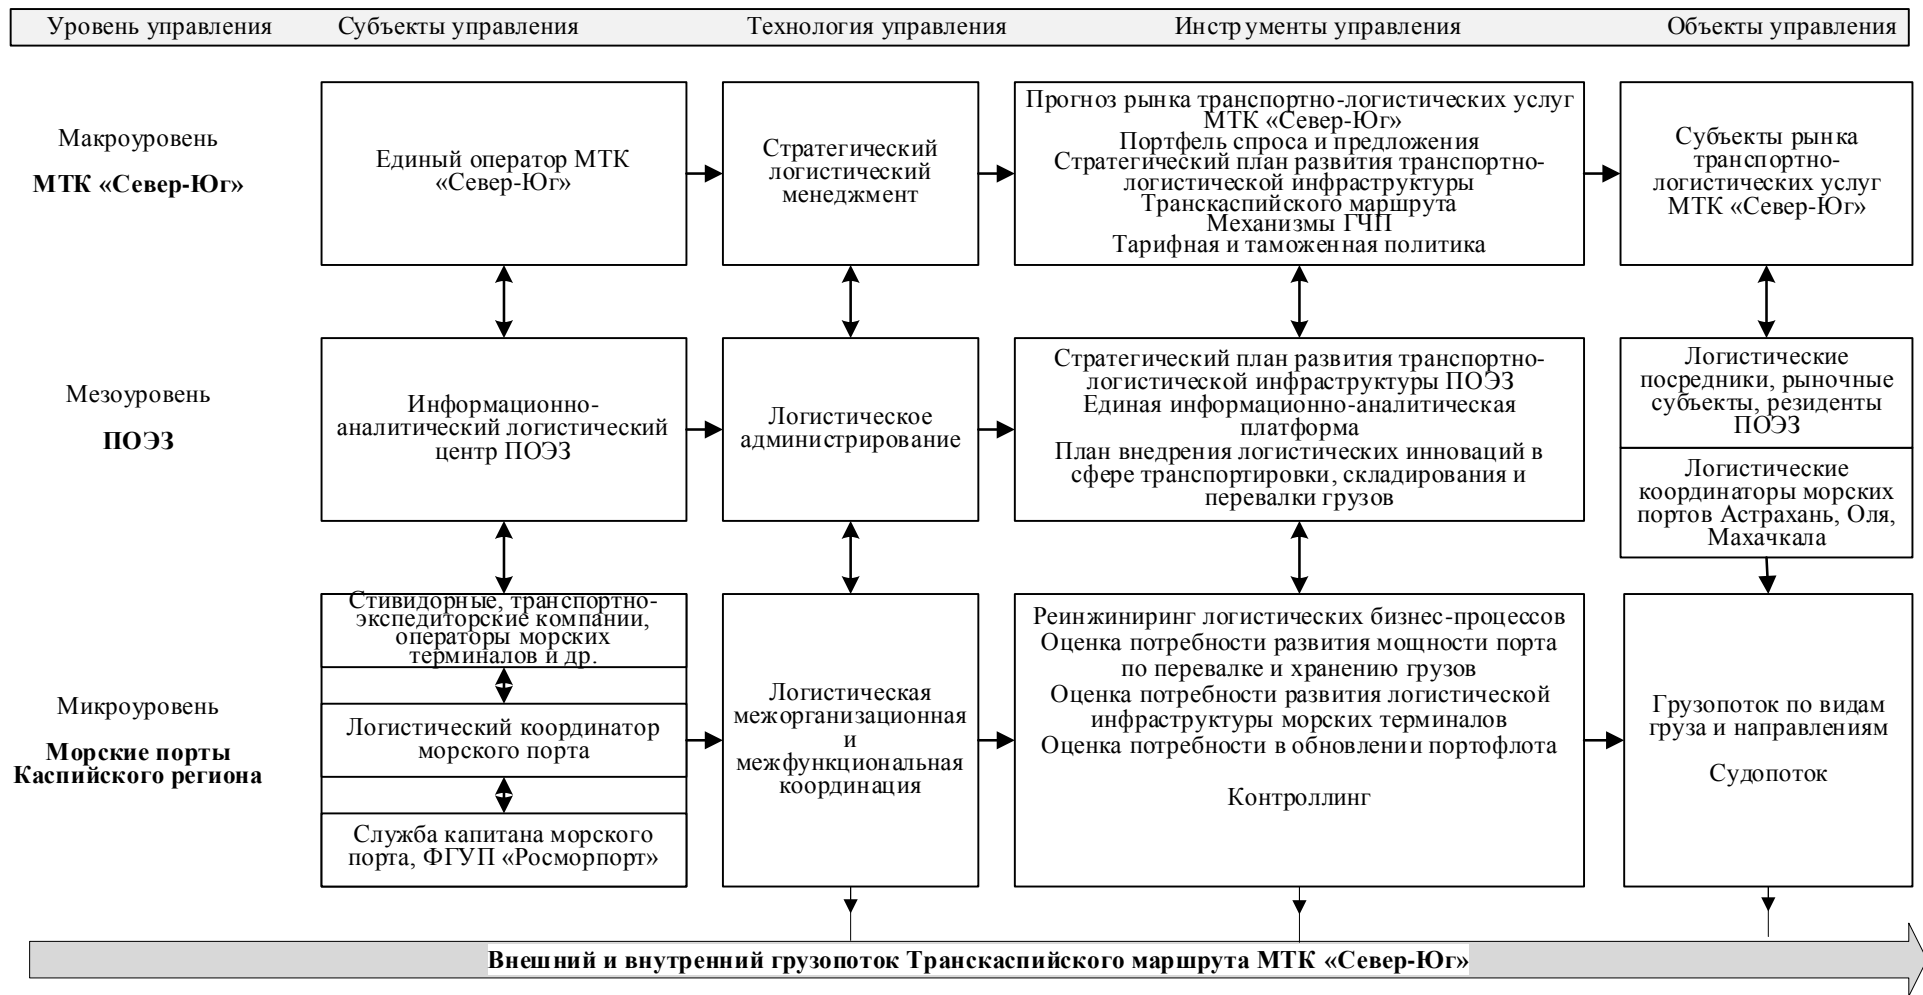 Уровень управления
Субъекты управления
Технология управления
Инструменты управления
Объекты управления
Макроуровень
МТК «Север-Юг»
Единый оператор МТК
«Север-Юг»
Стратегический
логистический
менеджмент
Прогноз рынка транспортно-логистических услуг
МТК «Север-Юг»
Портфель спроса и предложения
Стратегический план развития транспортно-
логистической инфраструктуры
Транскаспийского маршрута
Механизмы ГЧП
Тарифная и таможенная политика
Субъекты рынка
транспортно-
логистических услуг
МТК «Север-Юг»
Мезоуровень
ПОЭЗ
Информационно-
аналитический логистический
центр ПОЭЗ
Логистическое
администрирование
Стратегический план развития транспортно-
логистической инфраструктуры ПОЭЗ
Единая информационно-аналитическая
платформа
План внедрения логистических инноваций в
сфере транспортировки, складирования и
перевалки грузов
Логистические
посредники, рыночные
субъекты, резиденты
ПОЭЗ
Логистические
координаторы морских
портов Астрахань, Оля,
Махачкала
Микроуровень
Морские порты
Каспийского региона
Стивидорные, транспортно-
экспедиторские компании,
операторы морских
терминалов и др.
Логистический координатор
морского порта
Служба капитана морского
порта, ФГУП «Росморпорт»
Логистическая
межорганизационная
и
межфункциональная
координация
Реинжиниринг логистических бизнес-процессов
Оценка потребности развития мощности порта
по перевалке и хранению грузов
Оценка потребности развития логистической
инфраструктуры морских терминалов
Оценка потребности в обновлении портофлота
Контроллинг
Грузопоток по видам
груза и направлениям
Судопоток
Внешний и внутренний грузопоток Транскаспийского маршрута МТК «Север-Юг»